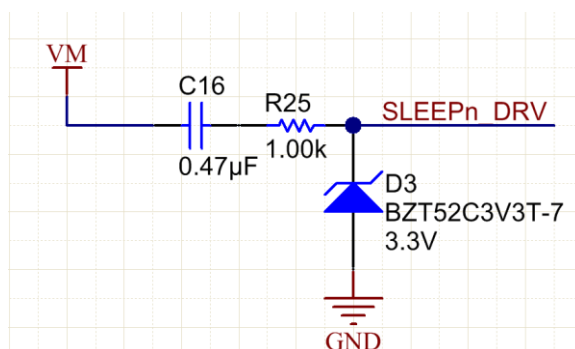 VM
C16
0.47µF
R25
1.00k
SLEEPn_DRV
D3
BZT52C3V3T-7
3.3V
GND